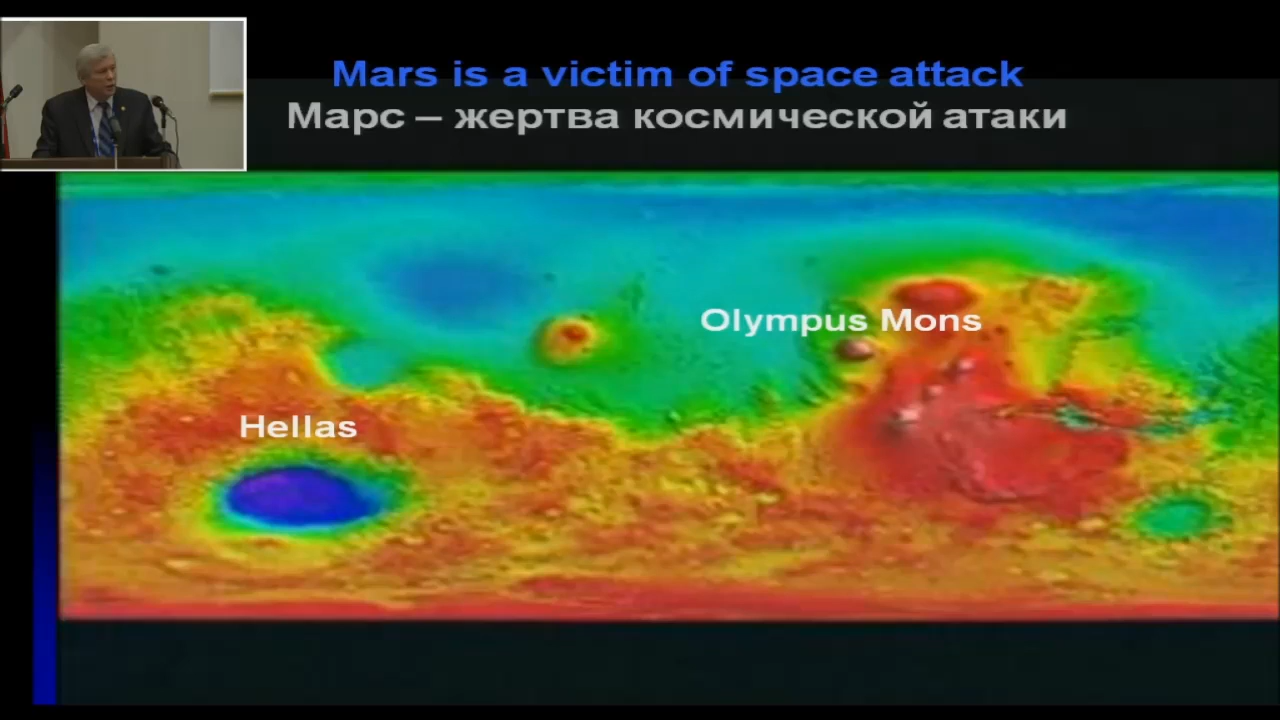 Mars is a victim of space attack
Марс – жертва космической атаки
Olympus Mons
Hellas